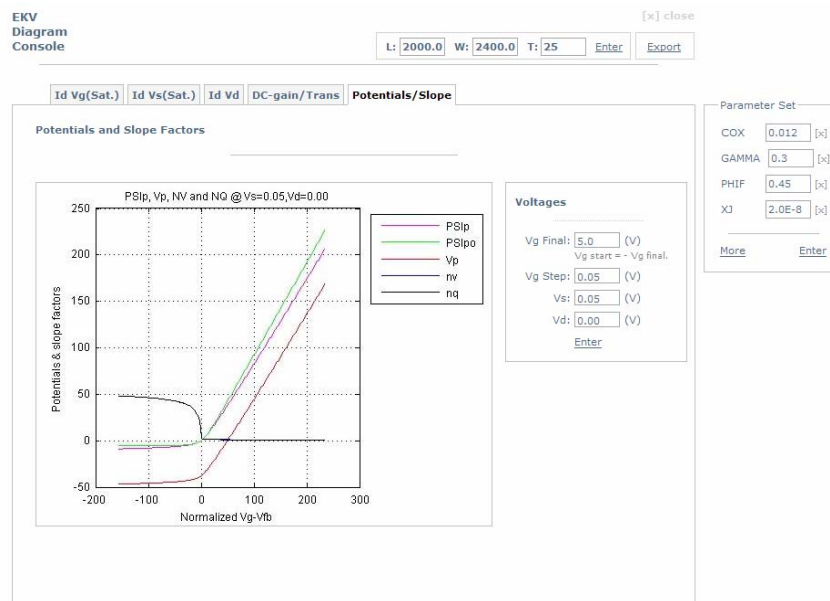 EKV
Diagram
Console
[x] close
L: 2000.0 W: 2400.0 T: 25 Enter Export
Id Vg(Sat.) Id Vs(Sat.) Id Vd DC-gain/Trans Potentials/Slope
Potentials and Slope Factors
PSIp, Vp, NV and NQ @ Vs=0.05,Vd=0.00
250
200
150
100
50
0
-50
-200 -100 0 100 200 300
Potentials & slope factors
Normalized Vg-Vfb
PSIp
PSIpo
Vp
nv
nq
Voltages
Vg Final: 5.0 (V)
Vg start = - Vg final.
Vg Step: 0.05 (V)
Vs: 0.05 (V)
Vd: 0.00 (V)
Enter
Parameter Set
COX 0.012 [x]
GAMMA 0.3 [x]
PHIF 0.45 [x]
XJ 2.0E-8 [x]
More Enter